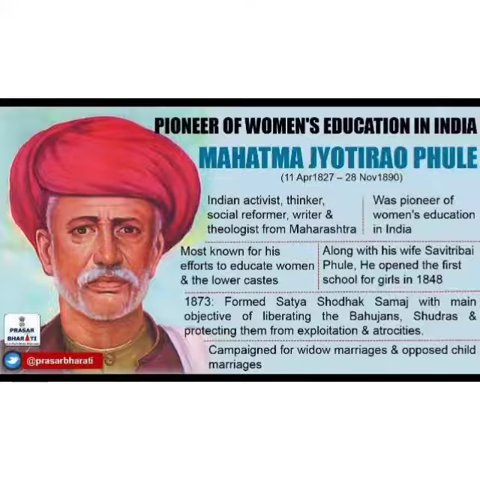 PIONEER OF WOMEN'S EDUCATION IN INDIA
MAHATMA JYOTIRAO PHULE
(11 Apr1827 – 28 Nov1890)
Indian activist, thinker,
social reformer, writer &
theologist from Maharashtra
Was pioneer of
women's education
in India
Most known for his
efforts to educate women
& the lower castes
Along with his wife Savitribai
Phule, He opened the first
school for girls in 1848
1873: Formed Satya Shodhak Samaj with main
objective of liberating the Bahujans, Shudras &
protecting them from exploitation & atrocities.
Campaigned for widow marriages & opposed child
marriages
PRASAR
BHARATI
@prasarbharati